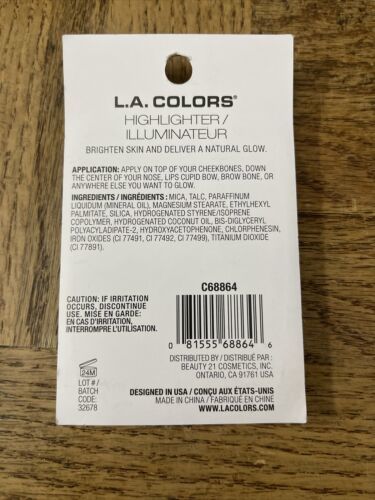 L.A. COLORS®
HIGHLIGHTER /
ILLUMINATEUR
BRIGHTEN SKIN AND DELIVER A NATURAL GLOW.
APPLICATION: APPLY ON TOP OF YOUR CHEEKBONES, DOWN
THE CENTER OF YOUR NOSE, LIPS CUPID BOW, BROW BONE, OR
ANYWHERE ELSE YOU WANT TO GLOW.
INGREDIENTS / INGRÉDIENTS: MICA, TALC, PARAFFINUM
LIQUIDUM (MINERAL OIL), MAGNESIUM STEARATE, ETHYLHEXYL
PALMITATE, SILICA, HYDROGENATED STYRENE/ISOPRENE
COPOLYMER, HYDROGENATED COCONUT OIL, BIS-DIGLYCERYL
POLYACYLADIPATE-2, HYDROXYACETOPHENONE, CHLORPHENESIN,
IRON OXIDES (CI 77491, CI 77492, CI 77499), TITANIUM DIOXIDE
(CI 77891).
CAUTION: IF IRRITATION
OCCURS, DISCONTINUE
USE. MISE EN GARDE:
EN CAS D'IRRITATION,
INTERROMPRE L'UTILISATION.
C68864
0 81555 68864 6
DISTRIBUTED BY / DISTRIBUÉ PAR :
BEAUTY 21 COSMETICS, INC.
ONTARIO, CA 91761 USA
24M
LOT # /
BATCH
CODE:
32678
DESIGNED IN USA / CONÇU AUX ÉTATS-UNIS
MADE IN CHINA / FABRIQUÉ EN CHINE
WWW.LACOLORS.COM